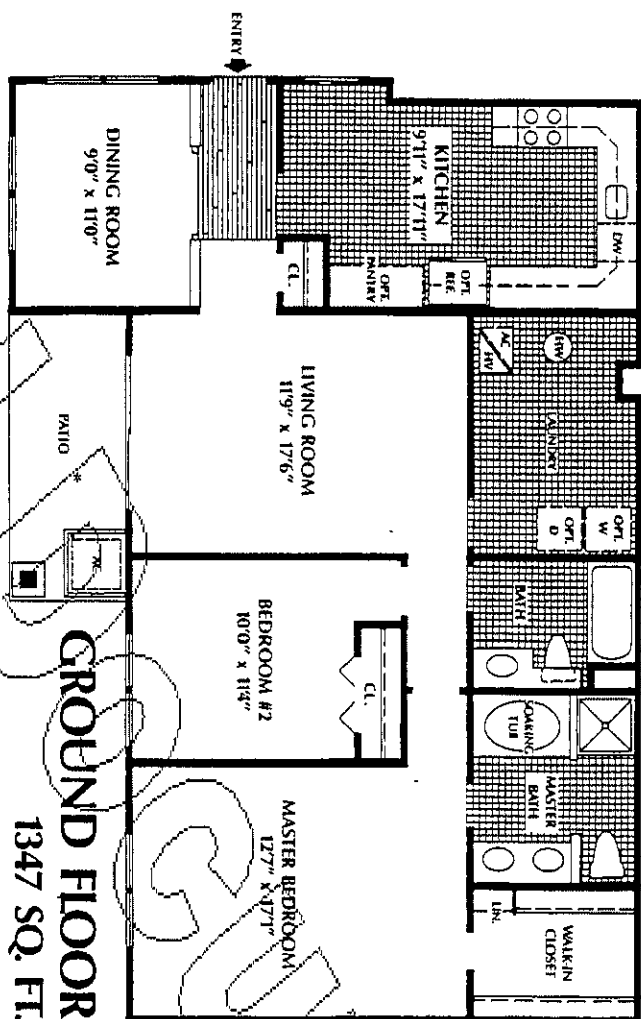 ENTRY
DINING ROOM
9'0" x 11'0"
KITCHEN
9'11" x 17'11"
DW
OPT.
REF.
OPT.
PANTRY
CL.
LIVING ROOM
11'9" x 17'6"
AC
HW
LAUNDRY
OPT.
W
OPT.
D
PATIO
*
AC
BEDROOM #2
10'0" x 11'4"
CL.
BATH
SOAKING
TUB
MASTER
BATH
MASTER BEDROOM
12'7" x 17'1"
LIN.
WALK-IN
CLOSET
GROUND FLOOR
1347 SQ. FT.